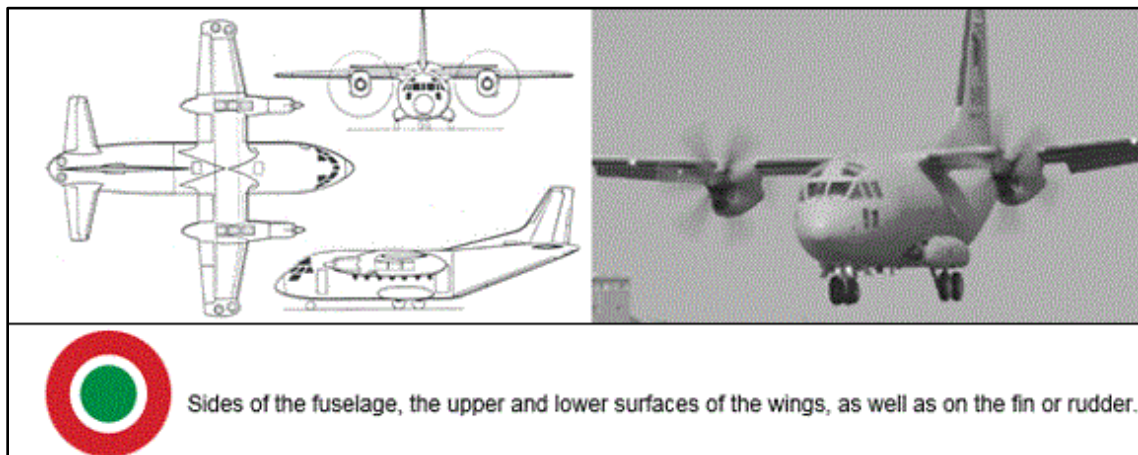 Sides of the fuselage, the upper and lower surfaces of the wings, as well as on the fin or rudder.